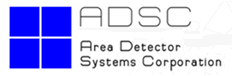 ADSC
Area Detector
Systems Corporation